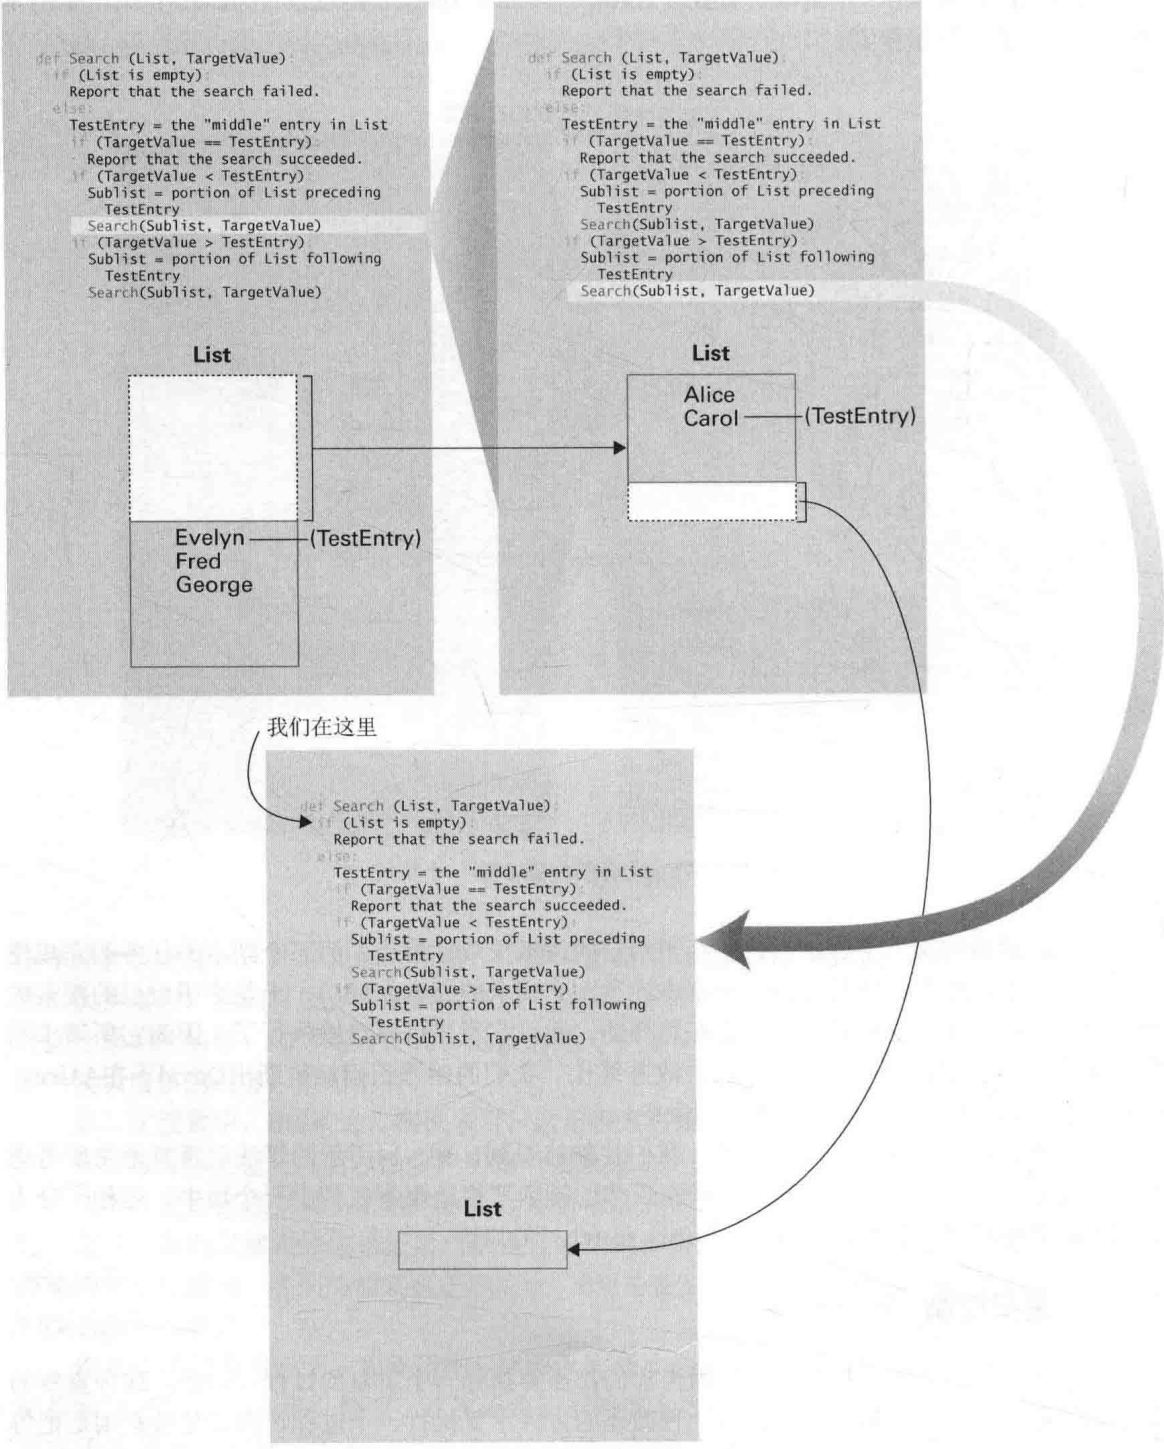 def Search (List, TargetValue):
if (List is empty):
Report that the search failed.
else:
TestEntry = the "middle" entry in List
if (TargetValue == TestEntry):
Report that the search succeeded.
if (TargetValue < TestEntry):
Sublist = portion of List preceding
TestEntry
Search(Sublist, TargetValue)
if (TargetValue > TestEntry):
Sublist = portion of List following
TestEntry
Search(Sublist, TargetValue)
List
Evelyn (TestEntry)
Fred
George
def Search (List, TargetValue):
if (List is empty):
Report that the search failed.
else:
TestEntry = the "middle" entry in List
if (TargetValue == TestEntry):
Report that the search succeeded.
if (TargetValue < TestEntry):
Sublist = portion of List preceding
TestEntry
Search(Sublist, TargetValue)
if (TargetValue > TestEntry):
Sublist = portion of List following
TestEntry
Search(Sublist, TargetValue)
List
Alice
Carol (TestEntry)
我们在这里
def Search (List, TargetValue):
if (List is empty):
Report that the search failed.
else:
TestEntry = the "middle" entry in List
if (TargetValue == TestEntry):
Report that the search succeeded.
if (TargetValue < TestEntry):
Sublist = portion of List preceding
TestEntry
Search(Sublist, TargetValue)
if (TargetValue > TestEntry):
Sublist = portion of List following
TestEntry
Search(Sublist, TargetValue)
List